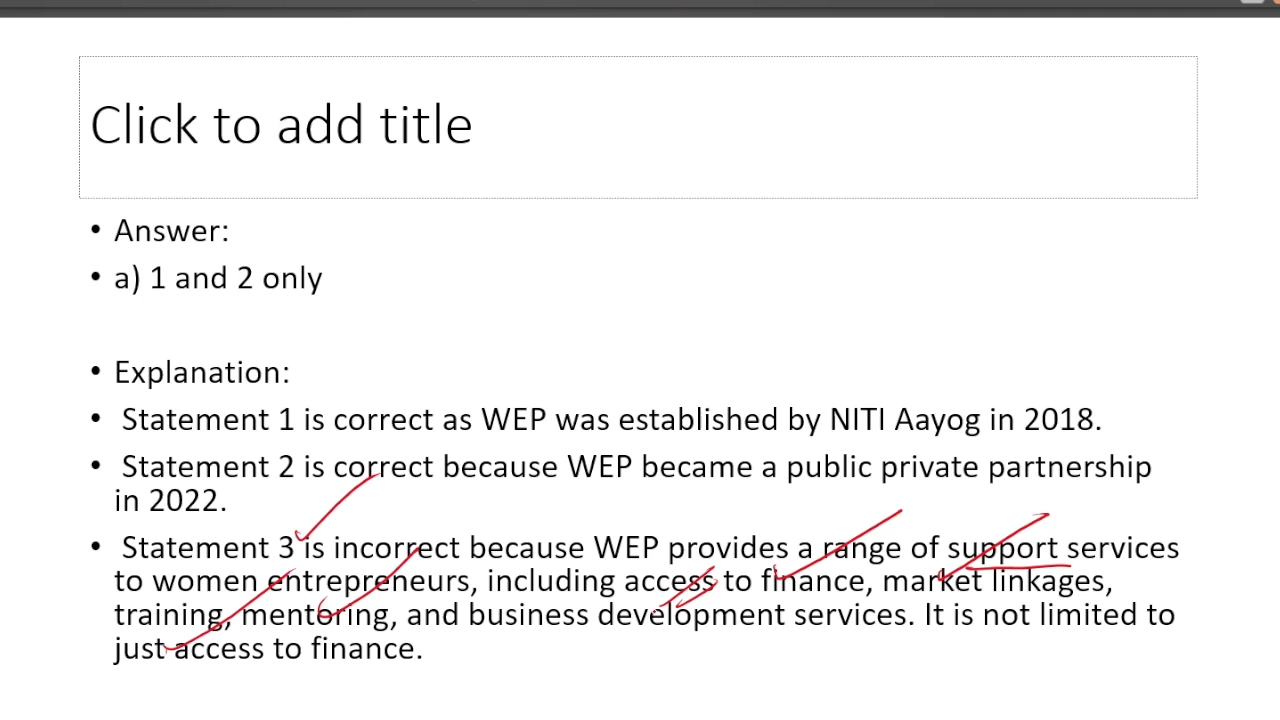 Click to add title
• Answer:
• a) 1 and 2 only
• Explanation:
• Statement 1 is correct as WEP was established by NITI Aayog in 2018.
• Statement 2 is correct because WEP became a public private partnership
in 2022.
• Statement 3 is incorrect because WEP provides a range of support services
to women entrepreneurs, including access to finance, market linkages,
training, mentoring, and business development services. It is not limited to
just access to finance.